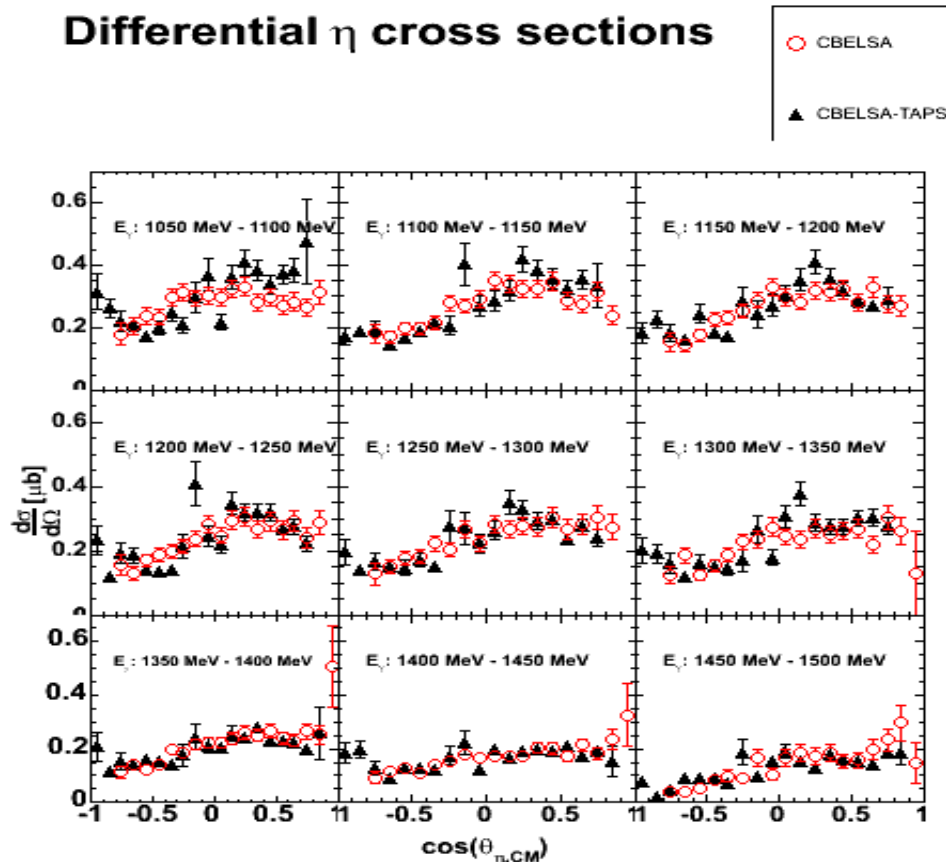 Differential η cross sections
CBELSA
CBELSA-TAPS
0.6
0.4
0.2
0
Eγ: 1050 MeV - 1100 MeV
Eγ: 1100 MeV - 1150 MeV
Eγ: 1150 MeV - 1200 MeV
0.6
0.4
0.2
0
Eγ: 1200 MeV - 1250 MeV
Eγ: 1250 MeV - 1300 MeV
Eγ: 1300 MeV - 1350 MeV
dσ/dΩ [μb]
0.6
0.4
0.2
0
Eγ: 1350 MeV - 1400 MeV
Eγ: 1400 MeV - 1450 MeV
Eγ: 1450 MeV - 1500 MeV
-1 -0.5 0 0.5 11 -0.5 0 0.5 11 -0.5 0 0.5 1
cos(θη,CM)